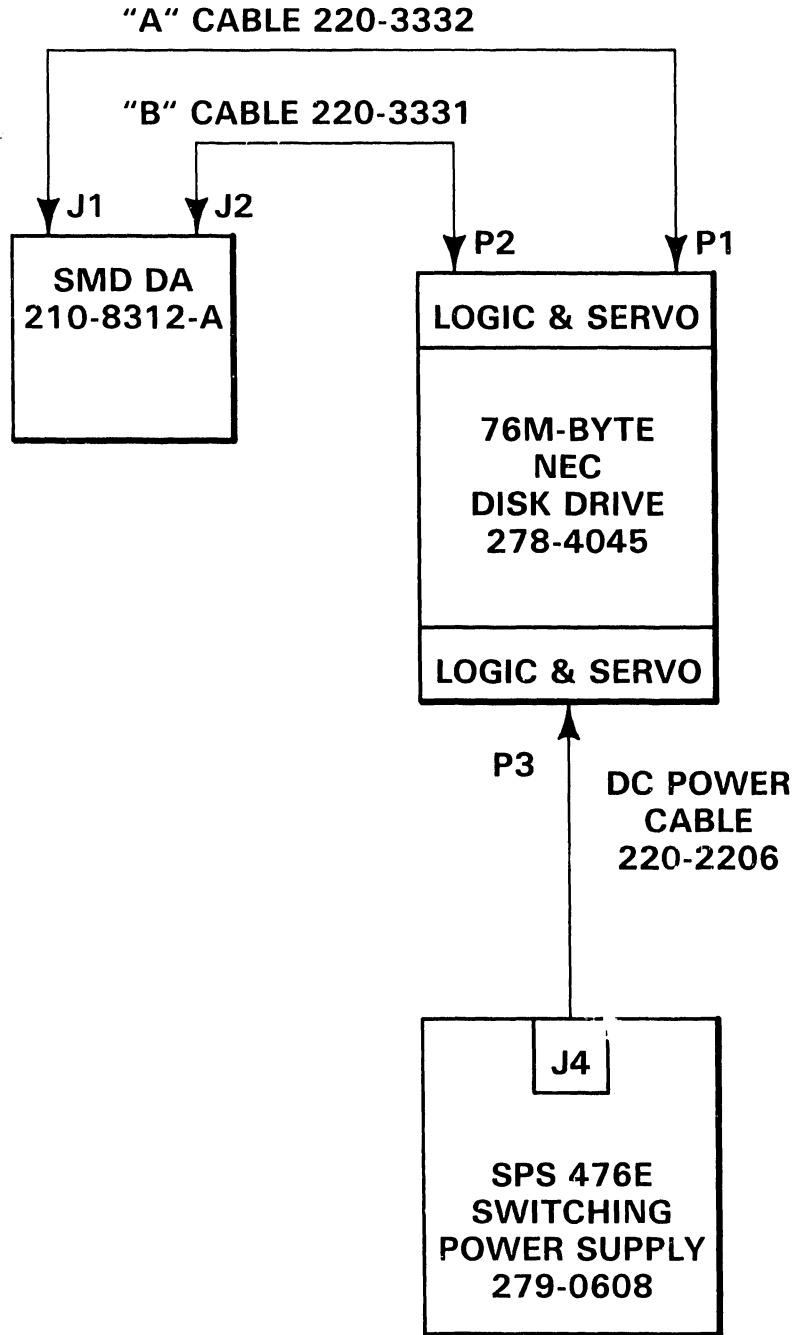 "A" CABLE 220-3332
"B" CABLE 220-3331
J1
J2
P2
P1
SMD DA
210-8312-A
LOGIC & SERVO
76M-BYTE
NEC
DISK DRIVE
278-4045
LOGIC & SERVO
P3
DC POWER
CABLE
220-2206
J4
SPS 476E
SWITCHING
POWER SUPPLY
279-0608